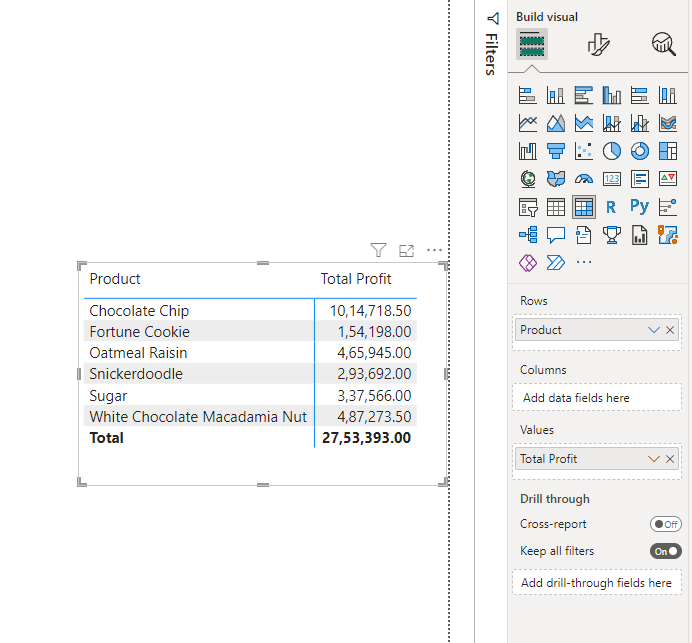 Build visual
Filters
123
R
Py
Product Total Profit
Chocolate Chip 10,14,718.50
Fortune Cookie 1,54,198.00
Oatmeal Raisin 4,65,945.00
Snickerdoodle 2,93,692.00
Sugar 3,37,566.00
White Chocolate Macadamia Nut 4,87,273.50
Total 27,53,393.00
Rows
Product
Columns
Add data fields here
Values
Total Profit
Drill through
Cross-report Off
Keep all filters On
Add drill-through fields here